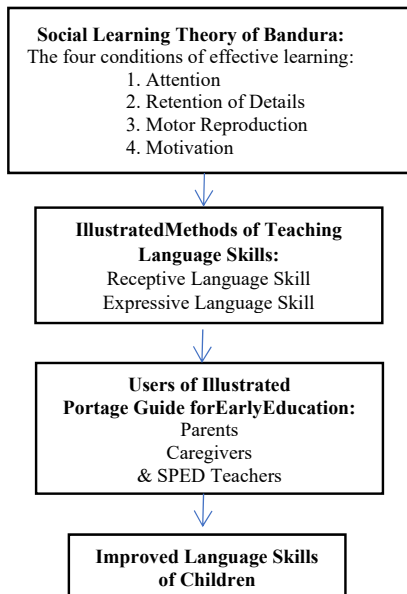 Social Learning Theory of Bandura:
The four conditions of effective learning:
1. Attention
2. Retention of Details
3. Motor Reproduction
4. Motivation
IllustratedMethods of Teaching
Language Skills:
Receptive Language Skill
Expressive Language Skill
Users of Illustrated
Portage Guide forEarlyEducation:
Parents
Caregivers
& SPED Teachers
Improved Language Skills
of Children